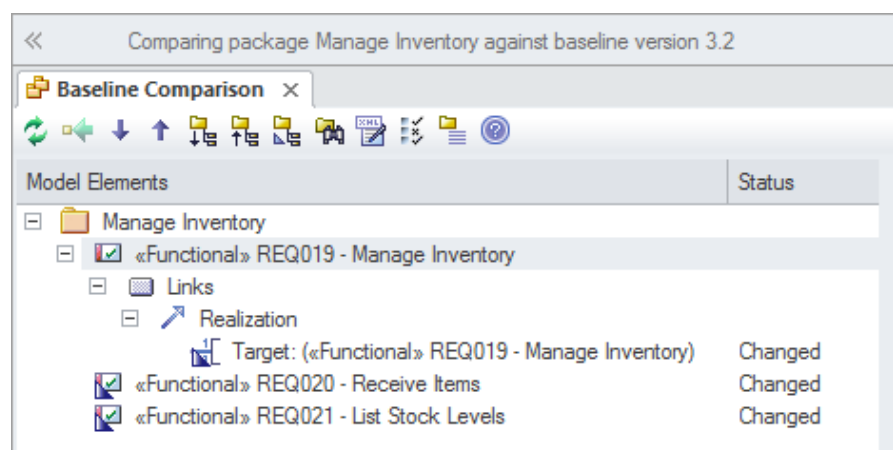 Comparing package Manage Inventory against baseline version 3.2
Baseline Comparison
Model Elements Status
Manage Inventory
«Functional» REQ019 - Manage Inventory
Links
Realization
Target: («Functional» REQ019 - Manage Inventory) Changed
«Functional» REQ020 - Receive Items Changed
«Functional» REQ021 - List Stock Levels Changed